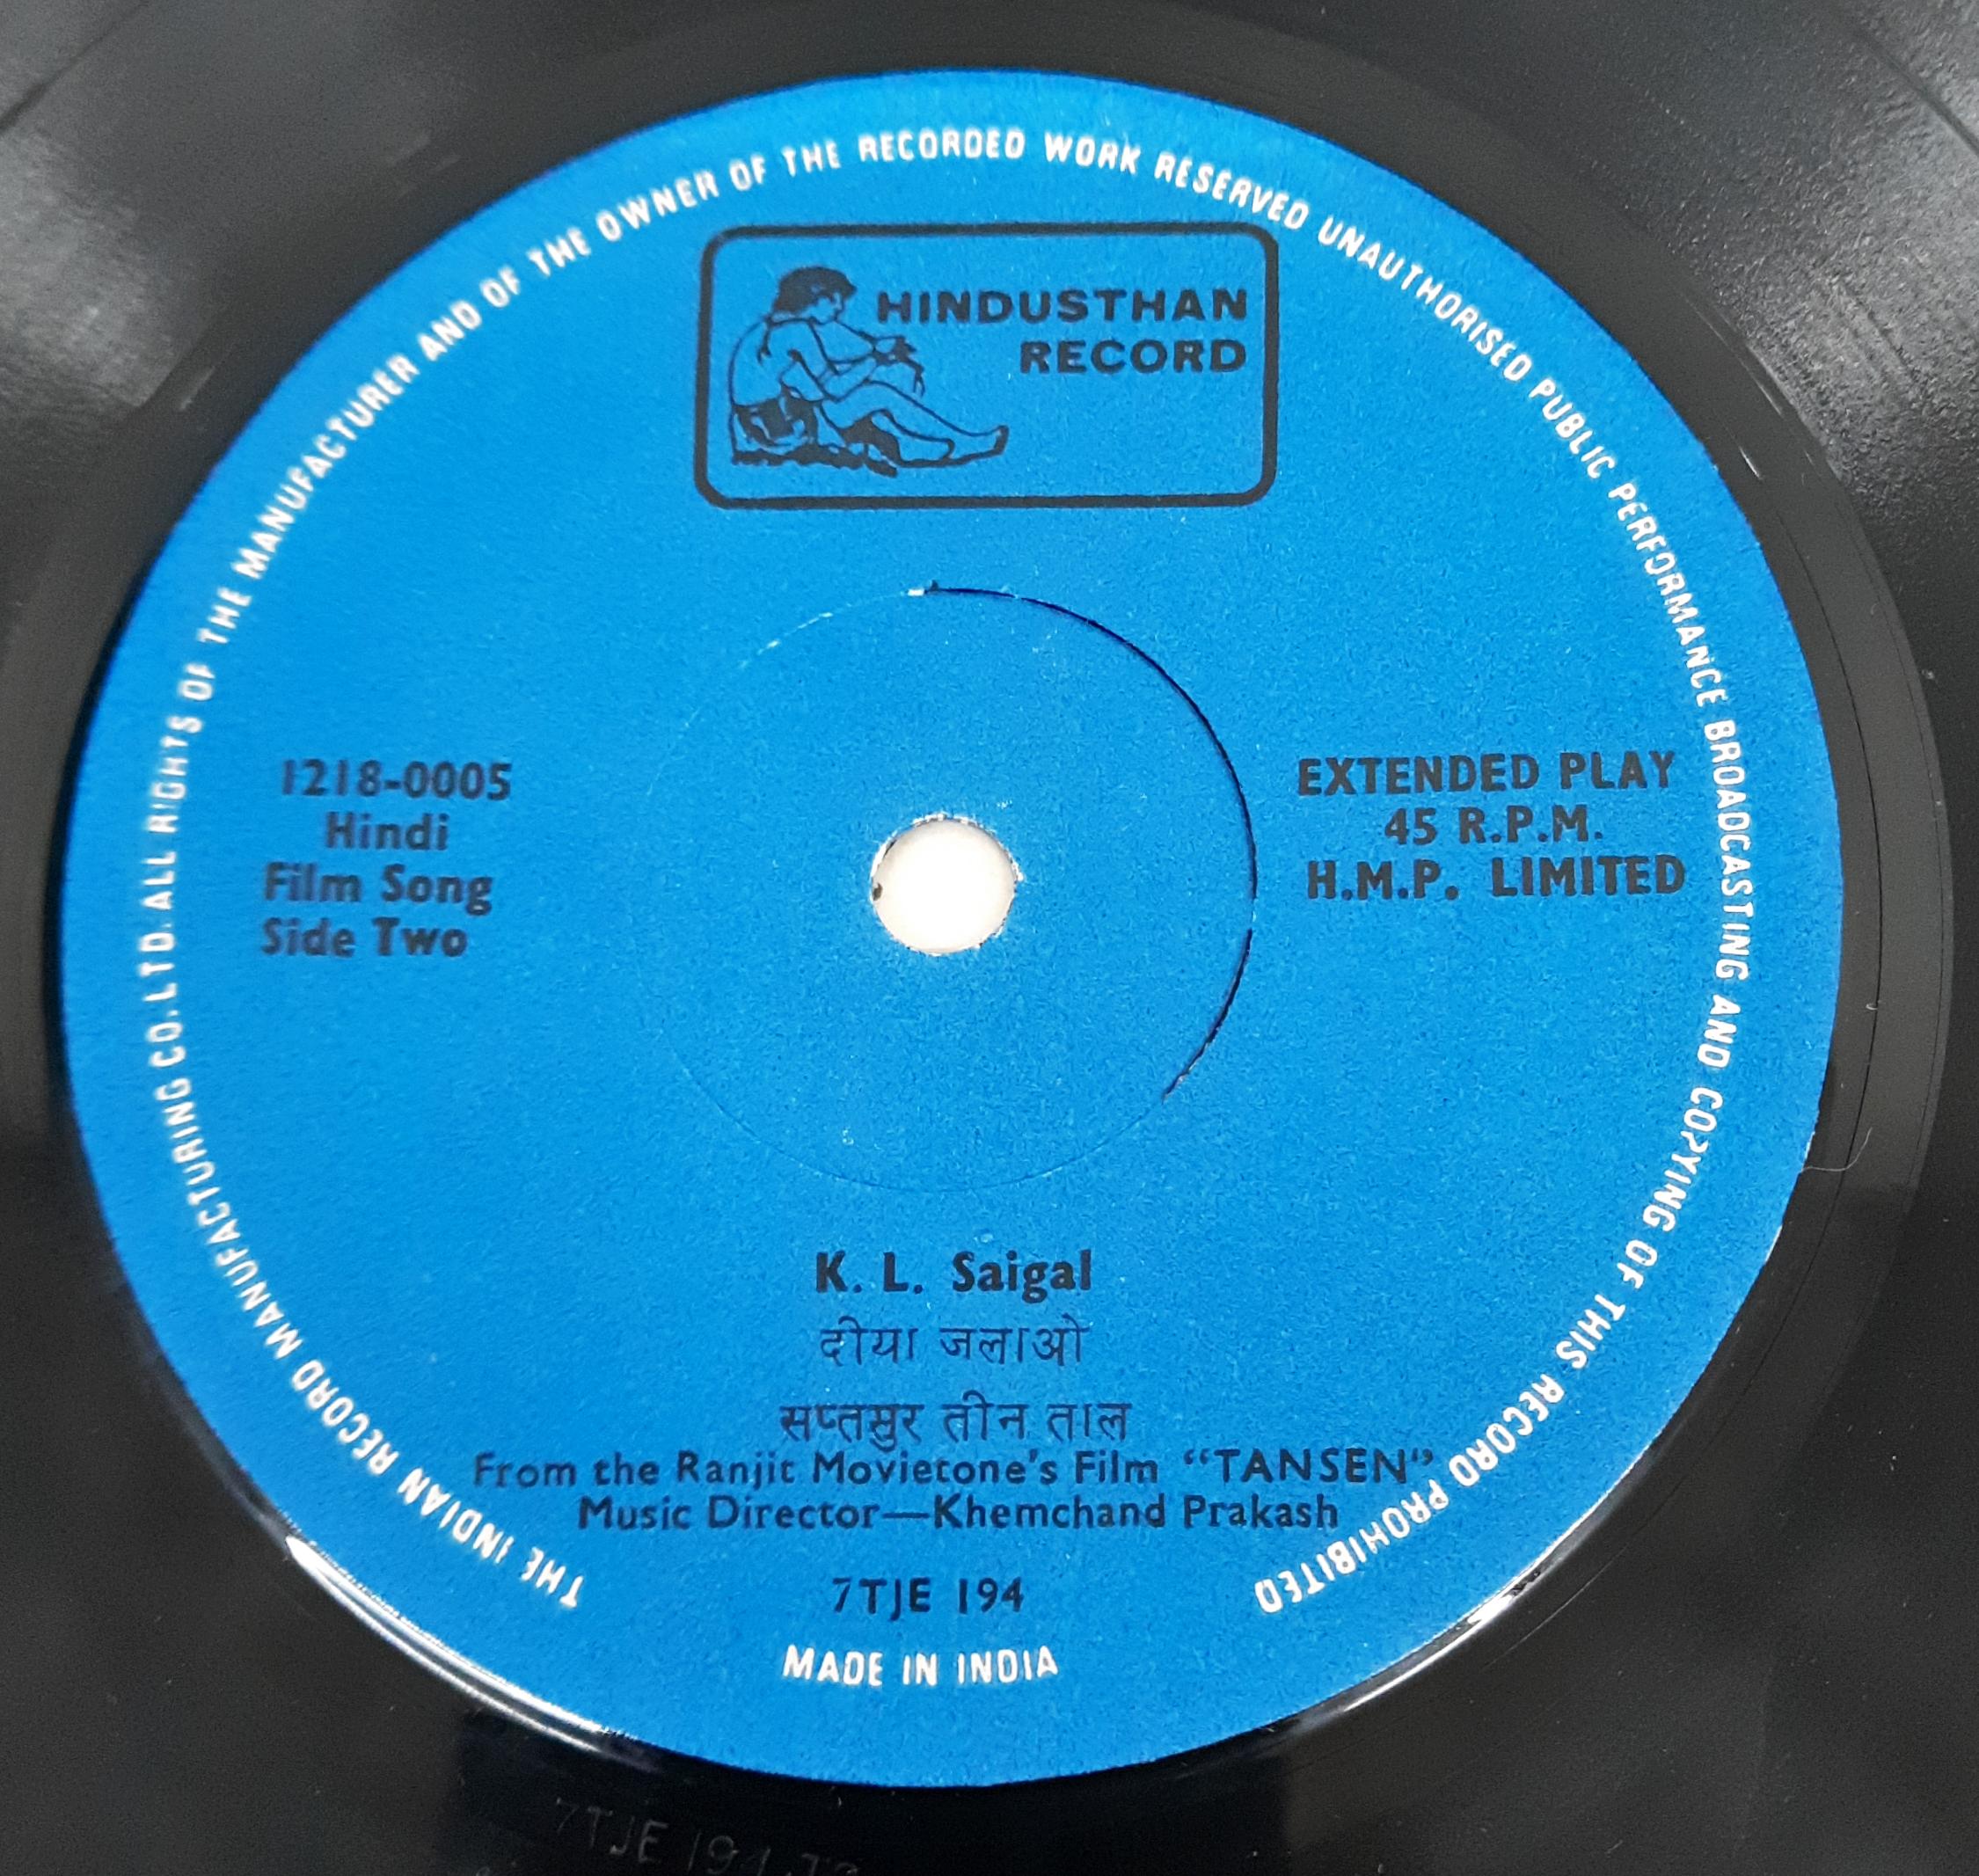 THE INDIAN RECORD MANUFACTURING CO. LTD. ALL RIGHTS OF THE MANUFACTURER AND OF THE OWNER OF THE RECORDED WORK RESERVED UNAUTHORISED PUBLIC PERFORMANCE BROADCASTING AND COPYING OF THIS RECORD PROHIBITED
HINDUSTHAN
RECORD
1218-0005
Hindi
Film Song
Side Two
EXTENDED PLAY
45 R.P.M.
H.M.P. LIMITED
K. L. Saigal
दीया जलाओ
सप्तसुर तीन ताल
From the Ranjit Movietone's Film "TANSEN"
Music Director—Khemchand Prakash
7TJE 194
MADE IN INDIA
7TJE 194